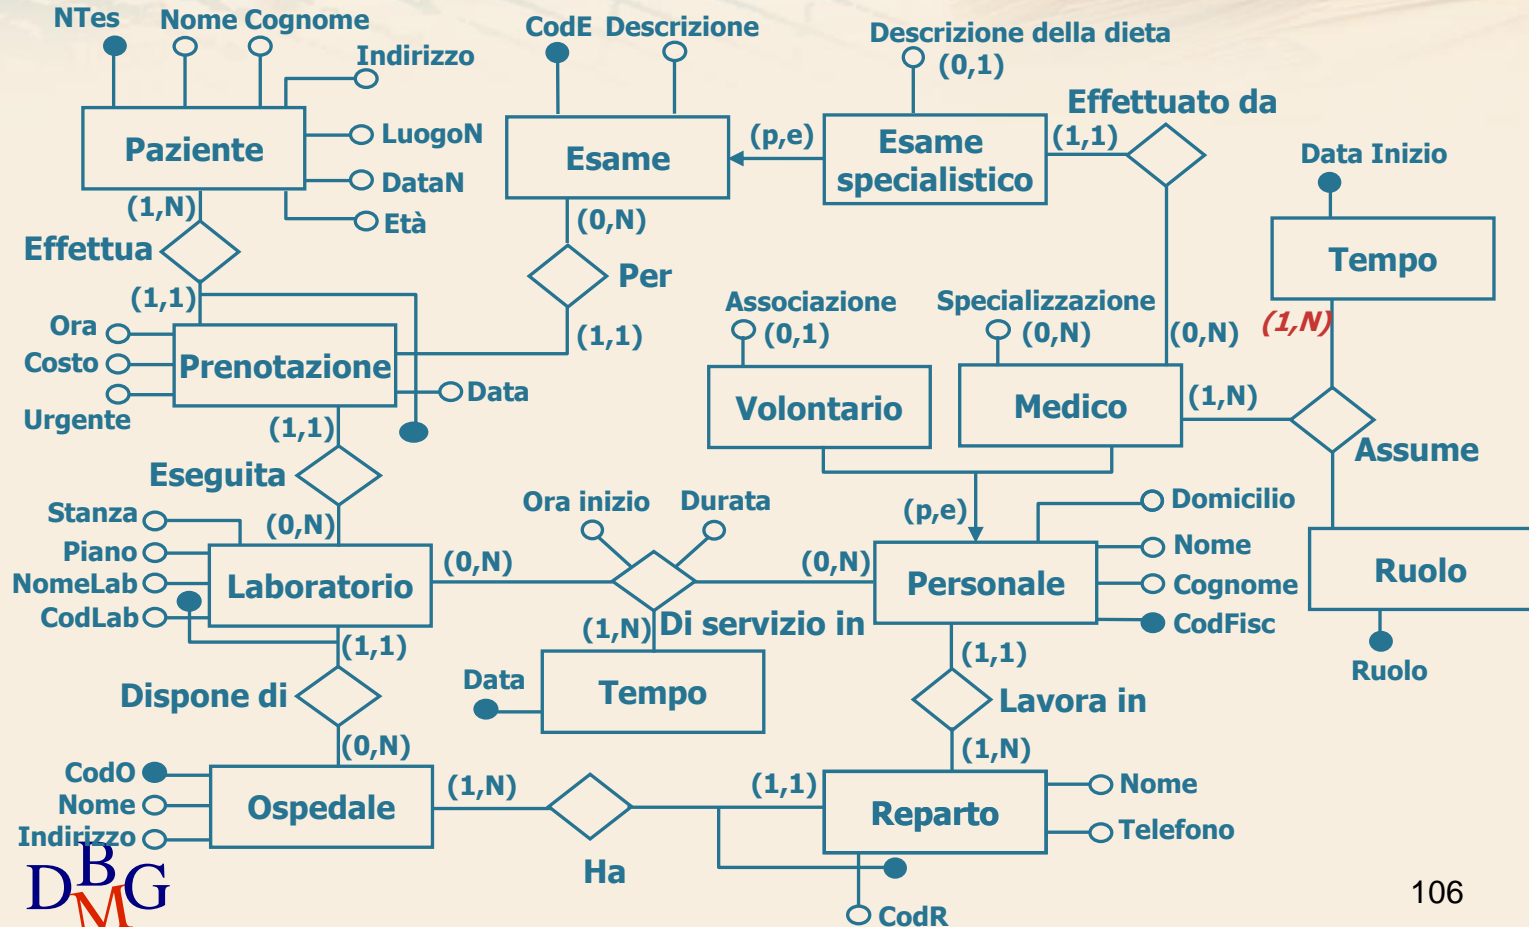 NTes
Nome Cognome
CodE Descrizione
Descrizione della dieta
(0,1)
Indirizzo
Effettuato da
Paziente
LuogoN
DataN
Età
Esame
(p,e)
Esame
specialistico
(1,1)
Data Inizio
Tempo
(1,N)
Effettua
(1,1)
(0,N)
Per
(1,1)
Associazione
(0,1)
Specializzazione
(0,N)
(0,N)
(1,N)
Ora
Costo
Urgente
Prenotazione
Data
Volontario
Medico
(1,N)
Assume
(1,1)
Eseguita
(0,N)
Stanza
Piano
NomeLab
CodLab
Laboratorio
(0,N)
Ora inizio
Durata
(0,N)
Di servizio in
(1,N)
(p,e)
Personale
Domicilio
Nome
Cognome
CodFisc
Ruolo
Ruolo
(1,1)
Dispone di
(0,N)
Data
Tempo
(1,1)
Lavora in
(1,N)
CodO
Nome
Indirizzo
Ospedale
(1,N)
Ha
(1,1)
Reparto
Nome
Telefono
CodR
DBMG
106